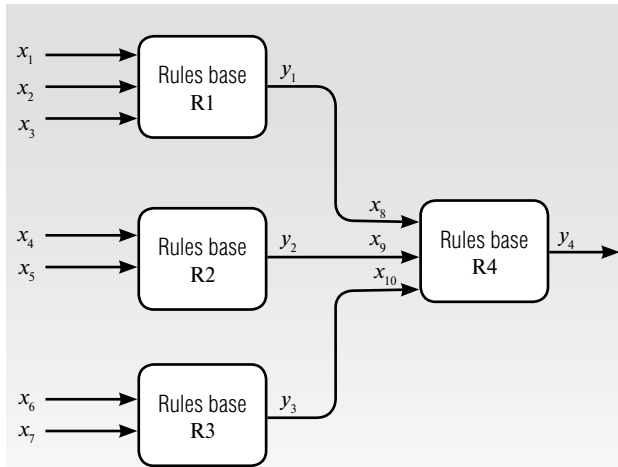 x₁
x₂
x₃
Rules base
R1
y₁
x₄
x₅
Rules base
R2
y₂
x₆
x₇
Rules base
R3
y₃
x₈
x₉
x₁₀
Rules base
R4
y₄